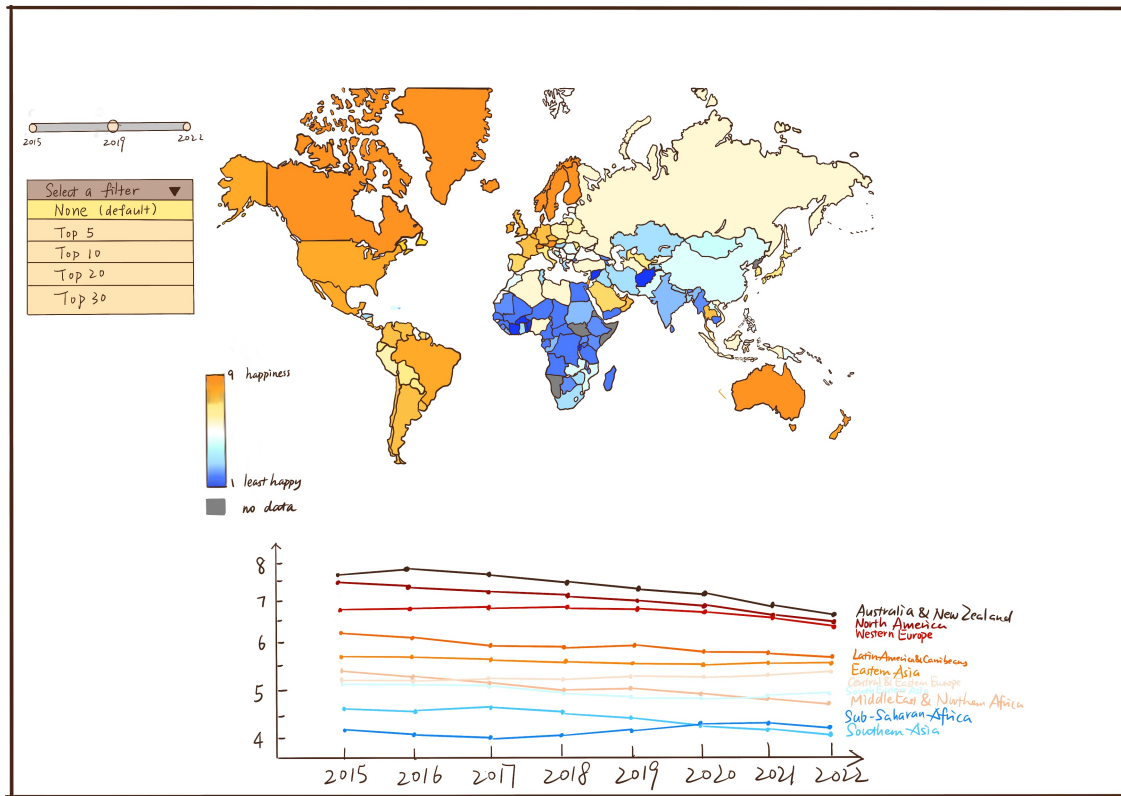 2015 2019 2022
Select a filter
None (default)
Top 5
Top 10
Top 20
Top 30
9 happiness
1 least happy
no data
8
7
6
5
4
Australia & New Zealand
North America
Western Europe
Latin America & Carribeans
Eastern Asia
Central & Eastern Europe
Southeastern Asia
Middle East & Northern Africa
Sub-Saharan Africa
Southern Asia
2015 2016 2017 2018 2019 2020 2021 2022